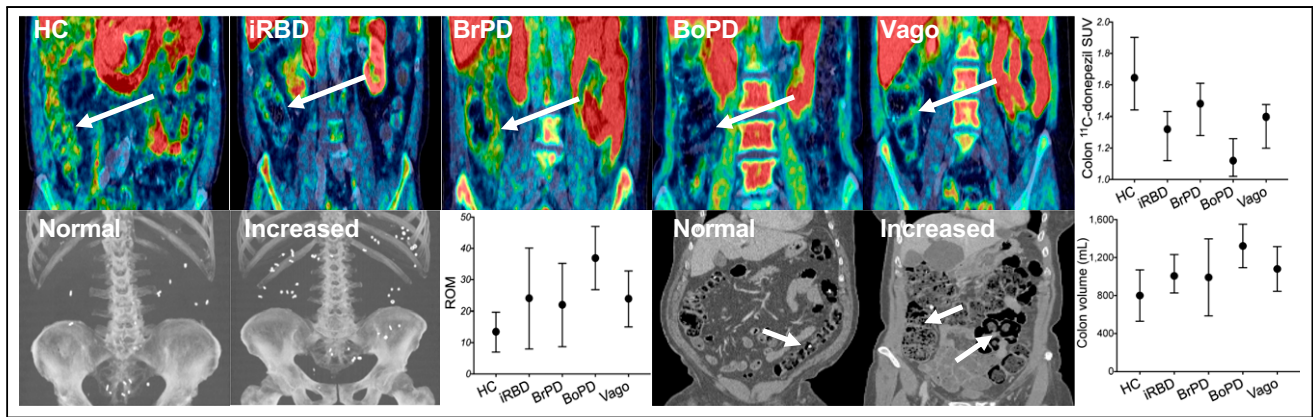 HC
iRBD
BrPD
BoPD
Vago
Colon ¹¹C–donepezil SUV
2.0
1.8
1.6
1.4
1.2
1.0
HC
iRBD
BrPD
BoPD
Vago
Normal
Increased
ROM
50
40
30
20
10
0
HC
iRBD
BrPD
BoPD
Vago
Normal
Increased
Colon volume (mL)
1,600
1,200
800
400
0
HC
iRBD
BrPD
BoPD
Vago